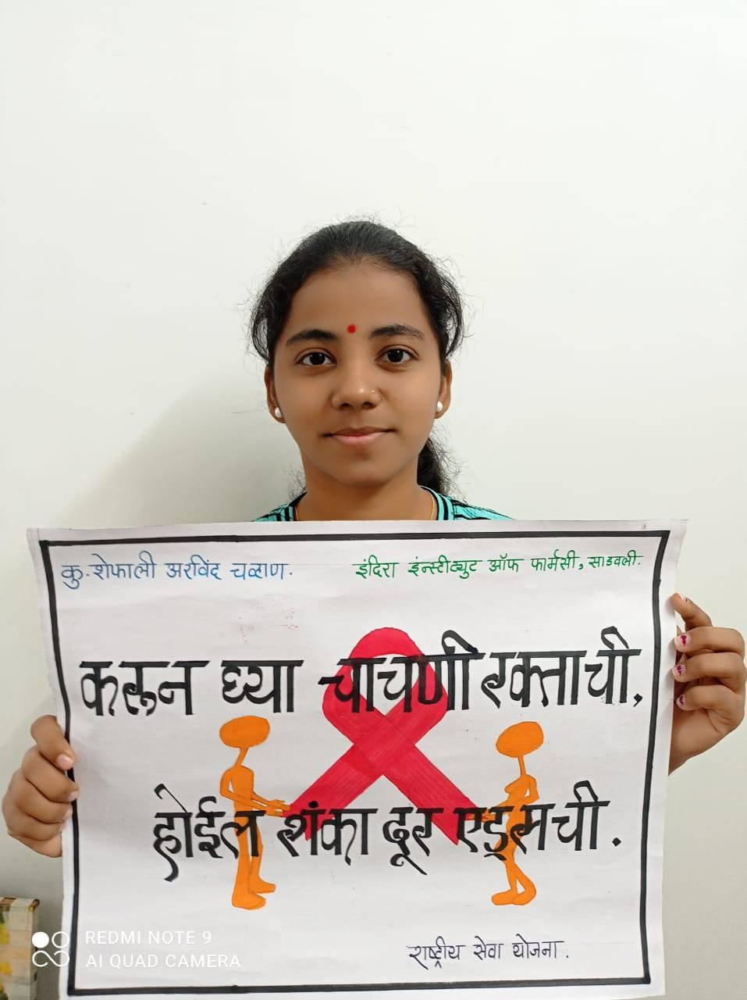 कु. शेफाली अरविंद चव्हाण.
इंदिरा इंन्स्टीट्युट ऑफ फार्मसी, साडवली.
करून घ्या चाचणी रक्ताची,
होईल शंका दूर एड्सची.
राष्ट्रीय सेवा योजना.
REDMI NOTE 9
AI QUAD CAMERA